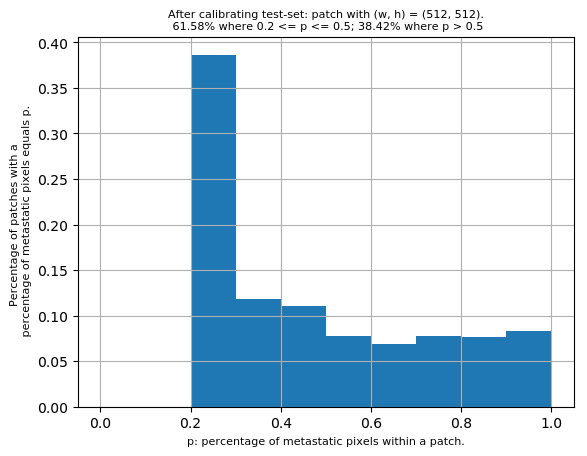 After calibrating test-set: patch with (w, h) = (512, 512).
61.58% where 0.2 <= p <= 0.5; 38.42% where p > 0.5
0.40
0.35
0.30
0.25
0.20
0.15
0.10
0.05
0.00
Percentage of patches with a
percentage of metastatic pixels equals p.
0.0 0.2 0.4 0.6 0.8 1.0
p: percentage of metastatic pixels within a patch.